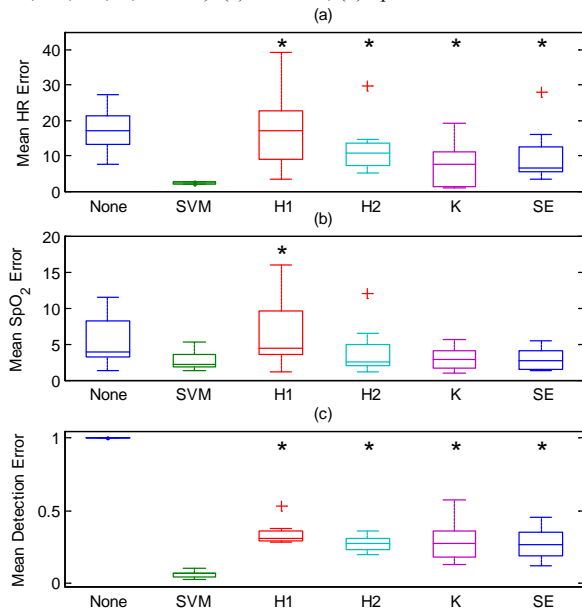 (a)
* * * *
40
30
20
10
0
Mean HR Error
None SVM H1 H2 K SE
(b)
*
20
15
10
5
0
Mean SpO2 Error
None SVM H1 H2 K SE
(c)
* * * *
1
0.5
0
Mean Detection Error
None SVM H1 H2 K SE